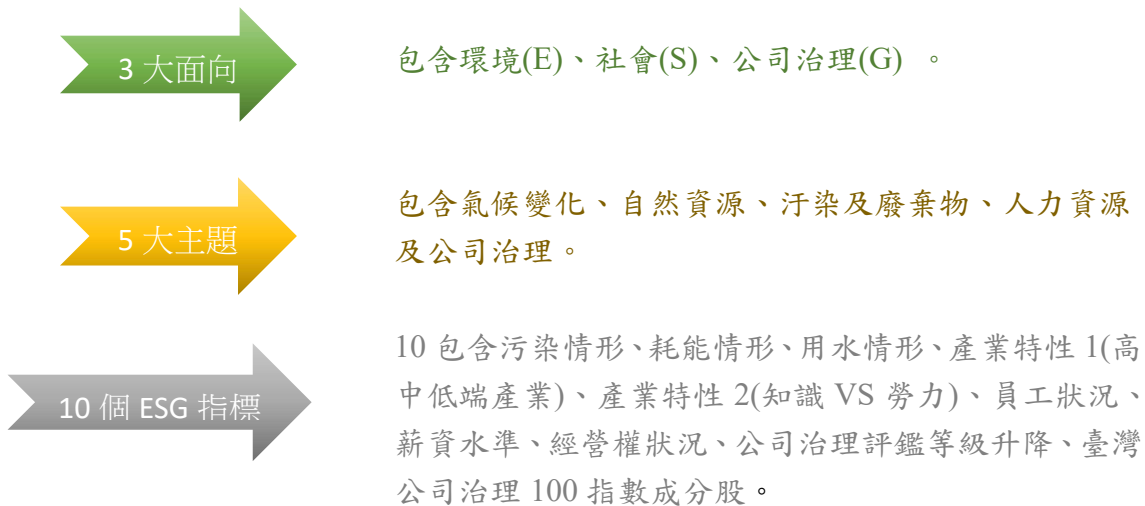 3 大面向
包含環境(E)、社會(S)、公司治理(G) 。
5 大主題
包含氣候變化、自然資源、汙染及廢棄物、人力資源
及公司治理。
10 個 ESG 指標
10 包含污染情形、耗能情形、用水情形、產業特性 1(高
中低端產業)、產業特性 2(知識 VS 勞力)、員工狀況、
薪資水準、經營權狀況、公司治理評鑑等級升降、臺灣
公司治理 100 指數成分股。